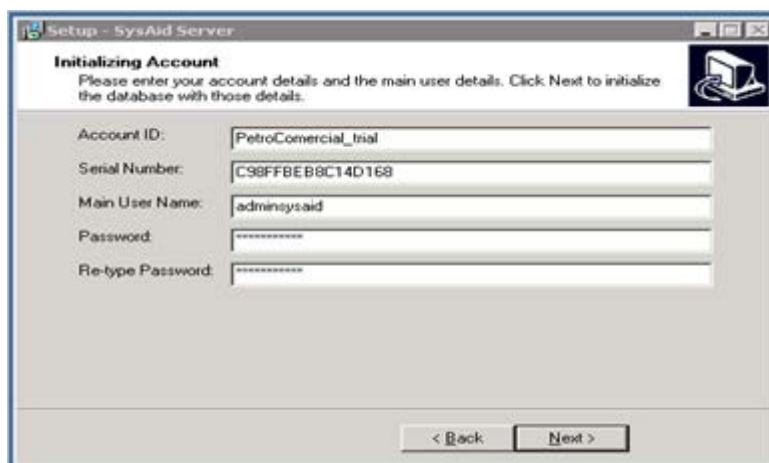 Setup - SysAid Server
Initializing Account
Please enter your account details and the main user details. Click Next to initialize
the database with those details.
Account ID: PetroComercial_trial
Serial Number: C98FFBEB8C14D168
Main User Name: adminsysaid
Password: ***********
Re-type Password: ***********
< Back Next >